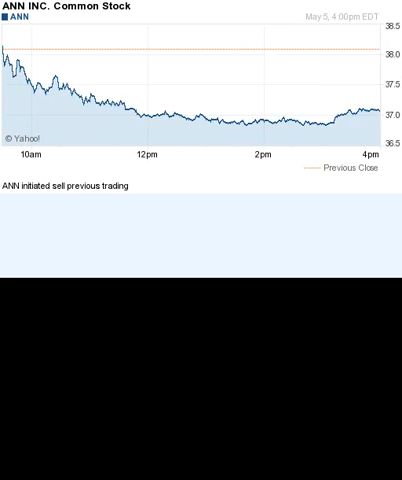 ANN INC. Common Stock
ANN May 5, 4:00pm EDT
38.5
38.0
37.5
37.0
36.5
© Yahoo!
10am 12pm 2pm 4pm
Previous Close
ANN initiated sell previous trading